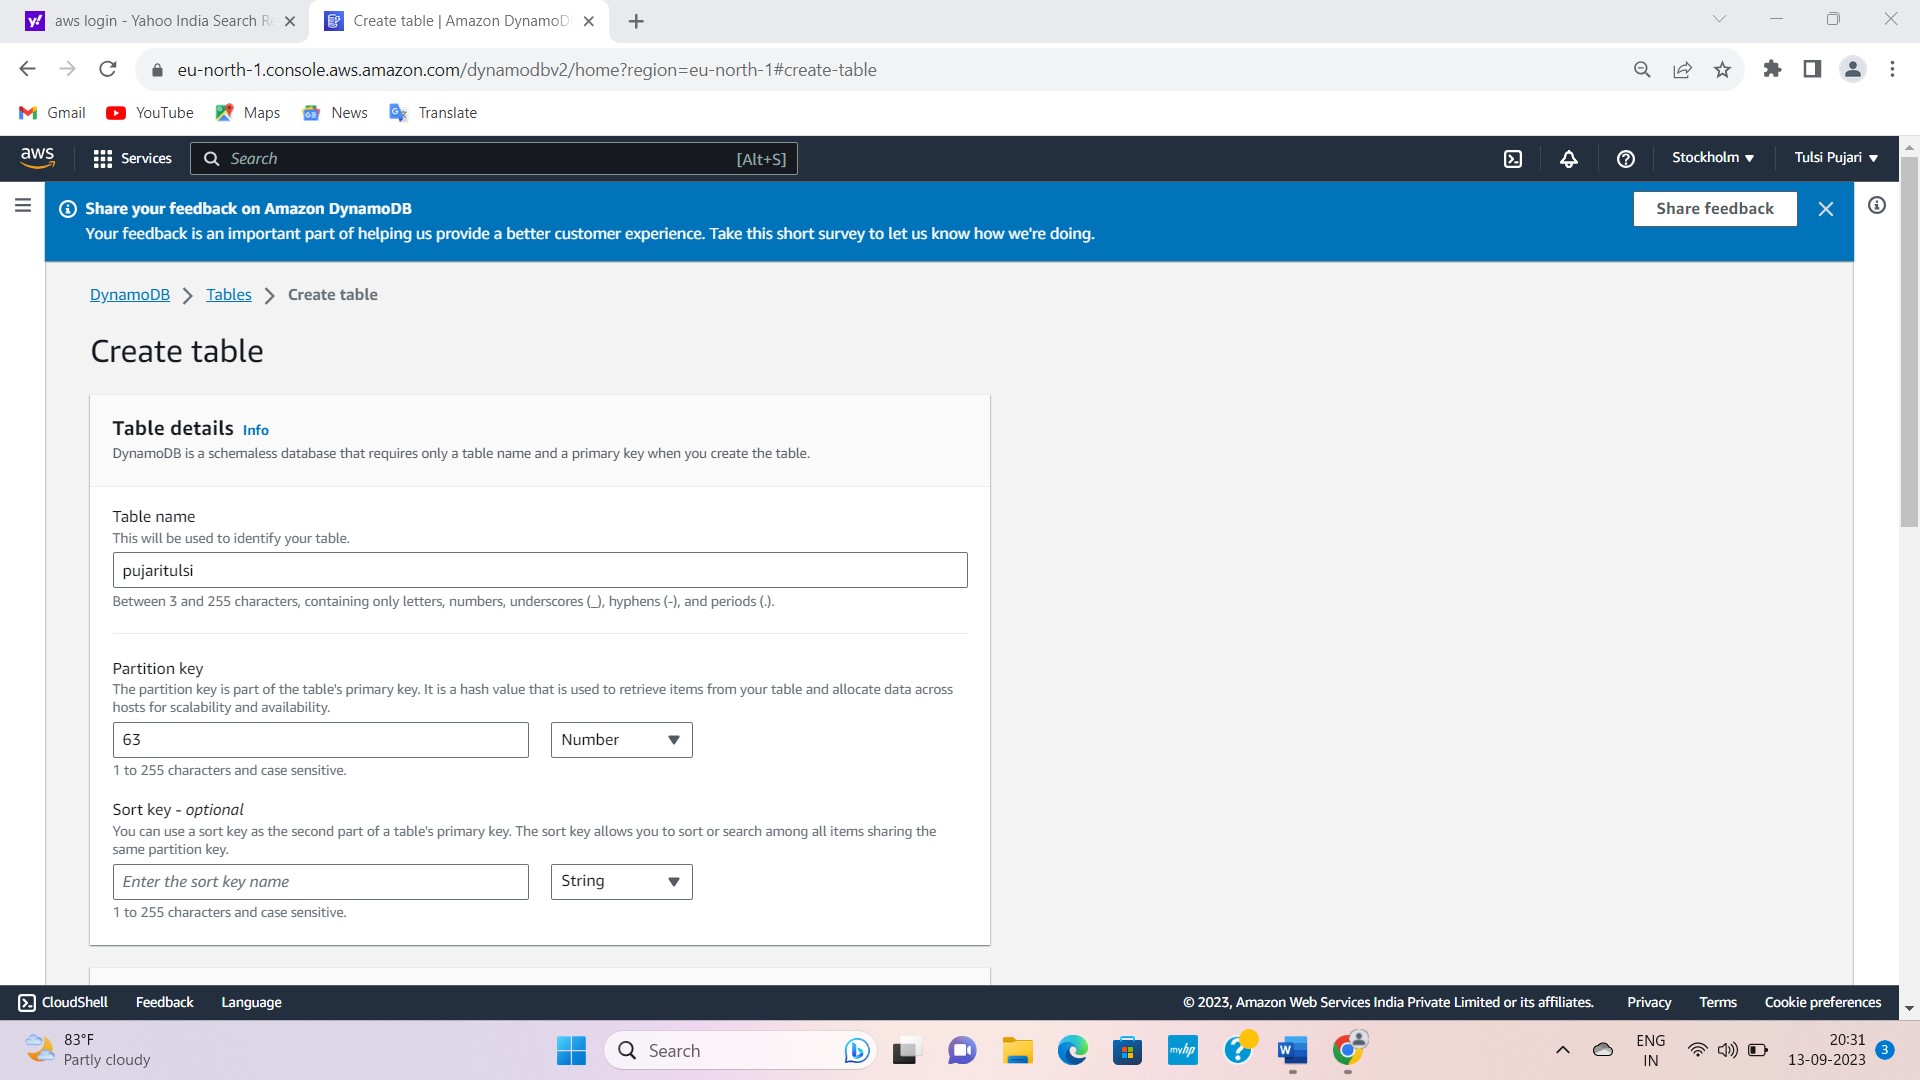 aws login - Yahoo India Search Re
Create table | Amazon DynamoD
eu-north-1.console.aws.amazon.com/dynamodbv2/home?region=eu-north-1#create-table
Gmail YouTube Maps News Translate
aws Services Search [Alt+S] Stockholm Tulsi Pujari
Share your feedback on Amazon DynamoDB
Your feedback is an important part of helping us provide a better customer experience. Take this short survey to let us know how we're doing.
Share feedback
DynamoDB Tables Create table
Create table
Table details Info
DynamoDB is a schemaless database that requires only a table name and a primary key when you create the table.
Table name
This will be used to identify your table.
pujaritulsi
Between 3 and 255 characters, containing only letters, numbers, underscores (_), hyphens (-), and periods (.).
Partition key
The partition key is part of the table's primary key. It is a hash value that is used to retrieve items from your table and allocate data across
hosts for scalability and availability.
63 Number
1 to 255 characters and case sensitive.
Sort key - optional
You can use a sort key as the second part of a table's primary key. The sort key allows you to sort or search among all items sharing the
same partition key.
Enter the sort key name String
1 to 255 characters and case sensitive.
CloudShell Feedback Language © 2023, Amazon Web Services India Private Limited or its affiliates. Privacy Terms Cookie preferences
83°F
Partly cloudy
Search
myhp
ENG
IN
20:31
13-09-2023
3